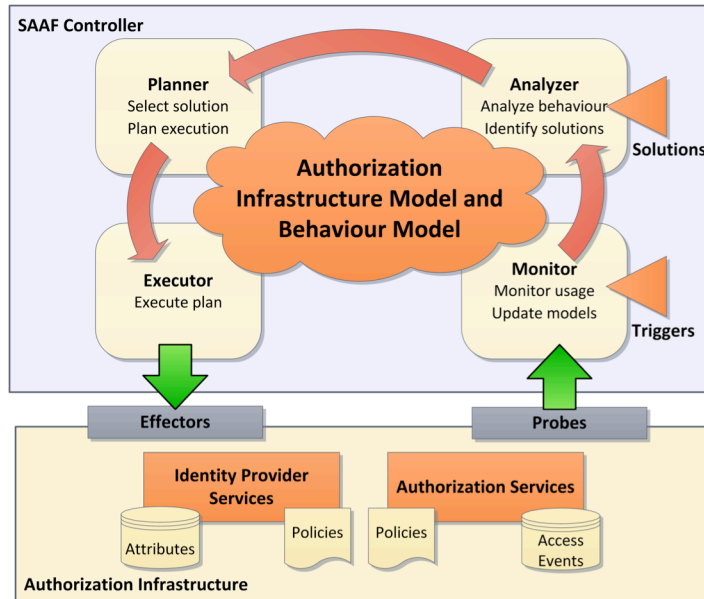 SAAF Controller
Planner
Select solution
Plan execution
Analyzer
Analyze behaviour
Identify solutions
Solutions
Authorization
Infrastructure Model and
Behaviour Model
Executor
Execute plan
Monitor
Monitor usage
Update models
Triggers
Effectors
Probes
Identity Provider
Services
Authorization Services
Attributes
Policies
Policies
Access
Events
Authorization Infrastructure